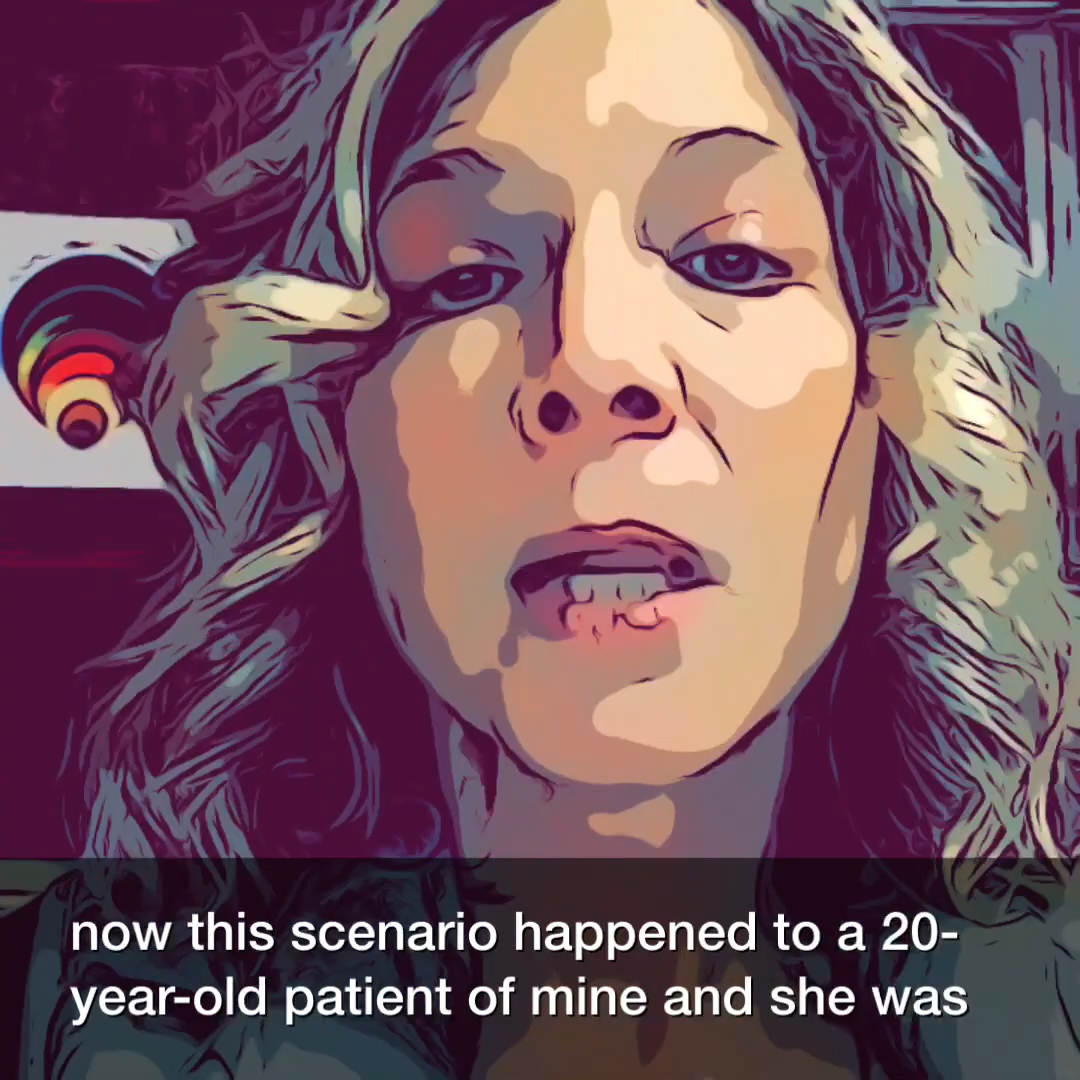 now this scenario happened to a 20-
year-old patient of mine and she was